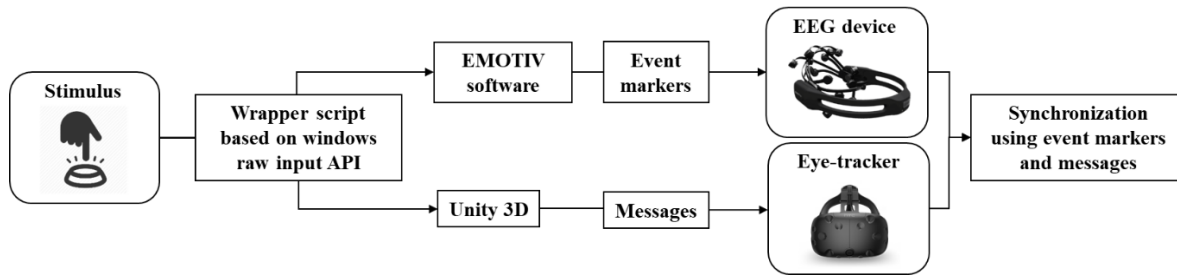 Stimulus
Wrapper script
based on windows
raw input API
EMOTIV
software
Event
markers
EEG device
Unity 3D
Messages
Eye-tracker
Synchronization
using event markers
and messages